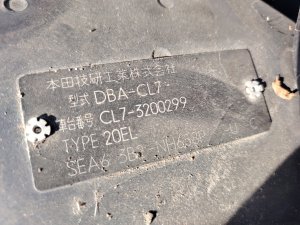 本田技研工業株式会社
型式 DBA-CL7
車台番号 CL7-3200299
TYPE 20EL
SEA6